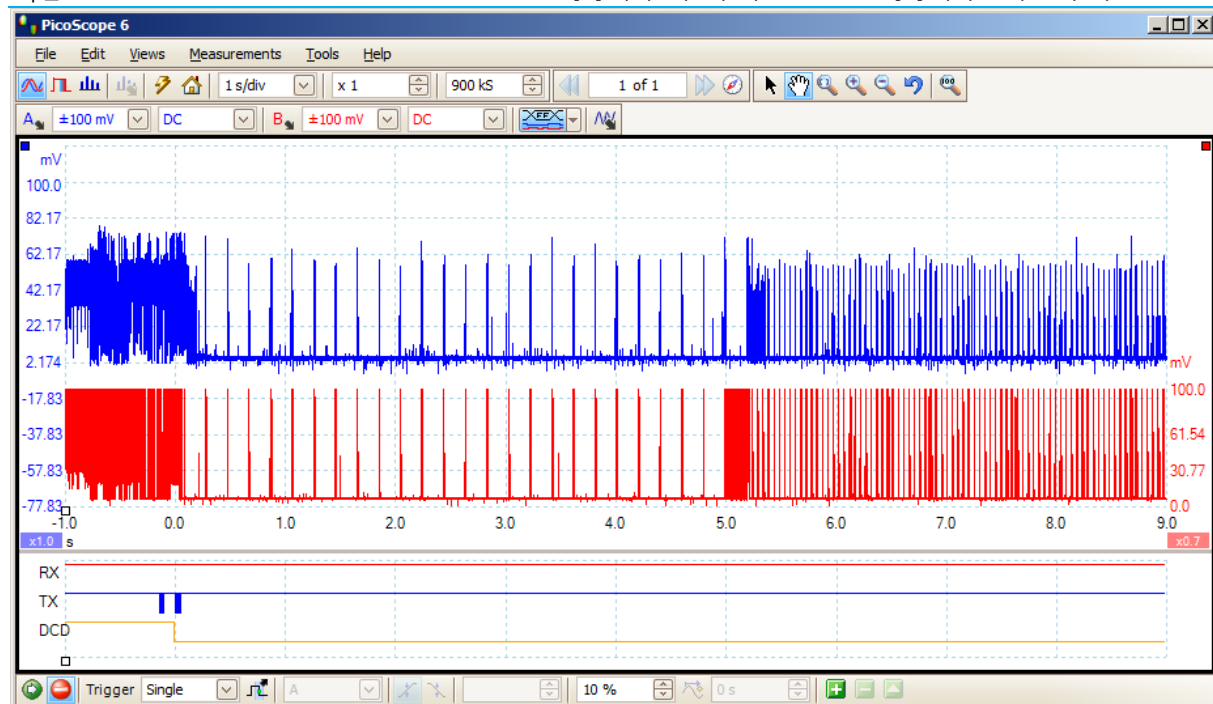 PicoScope 6
File Edit Views Measurements Tools Help
1 s/div x 1 900 kS 1 of 1
A ±100 mV DC B ±100 mV DC
mV
100.0
82.17
62.17
42.17
22.17
2.174
-17.83
-37.83
-57.83
-77.83
mV
100.0
61.54
30.77
0.0
-1.0 0.0 1.0 2.0 3.0 4.0 5.0 6.0 7.0 8.0 9.0
x1.0 s x0.7
RX
TX
DCD
Trigger Single A 10 % 0 s